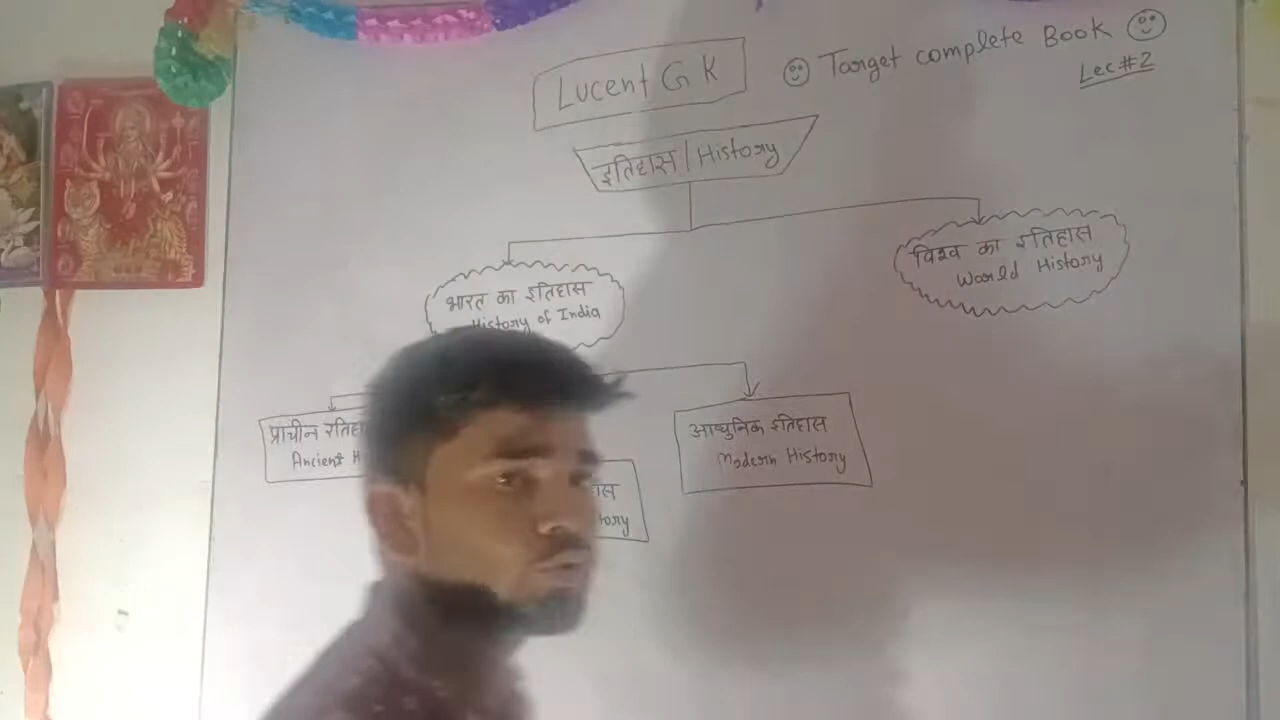 Lucent G K
Target complete Book
Lec#2
इतिहास | History
भारत का इतिहास
History of India
विश्व का इतिहास
World History
प्राचीन
Ancient
आधुनिक इतिहास
Modern History